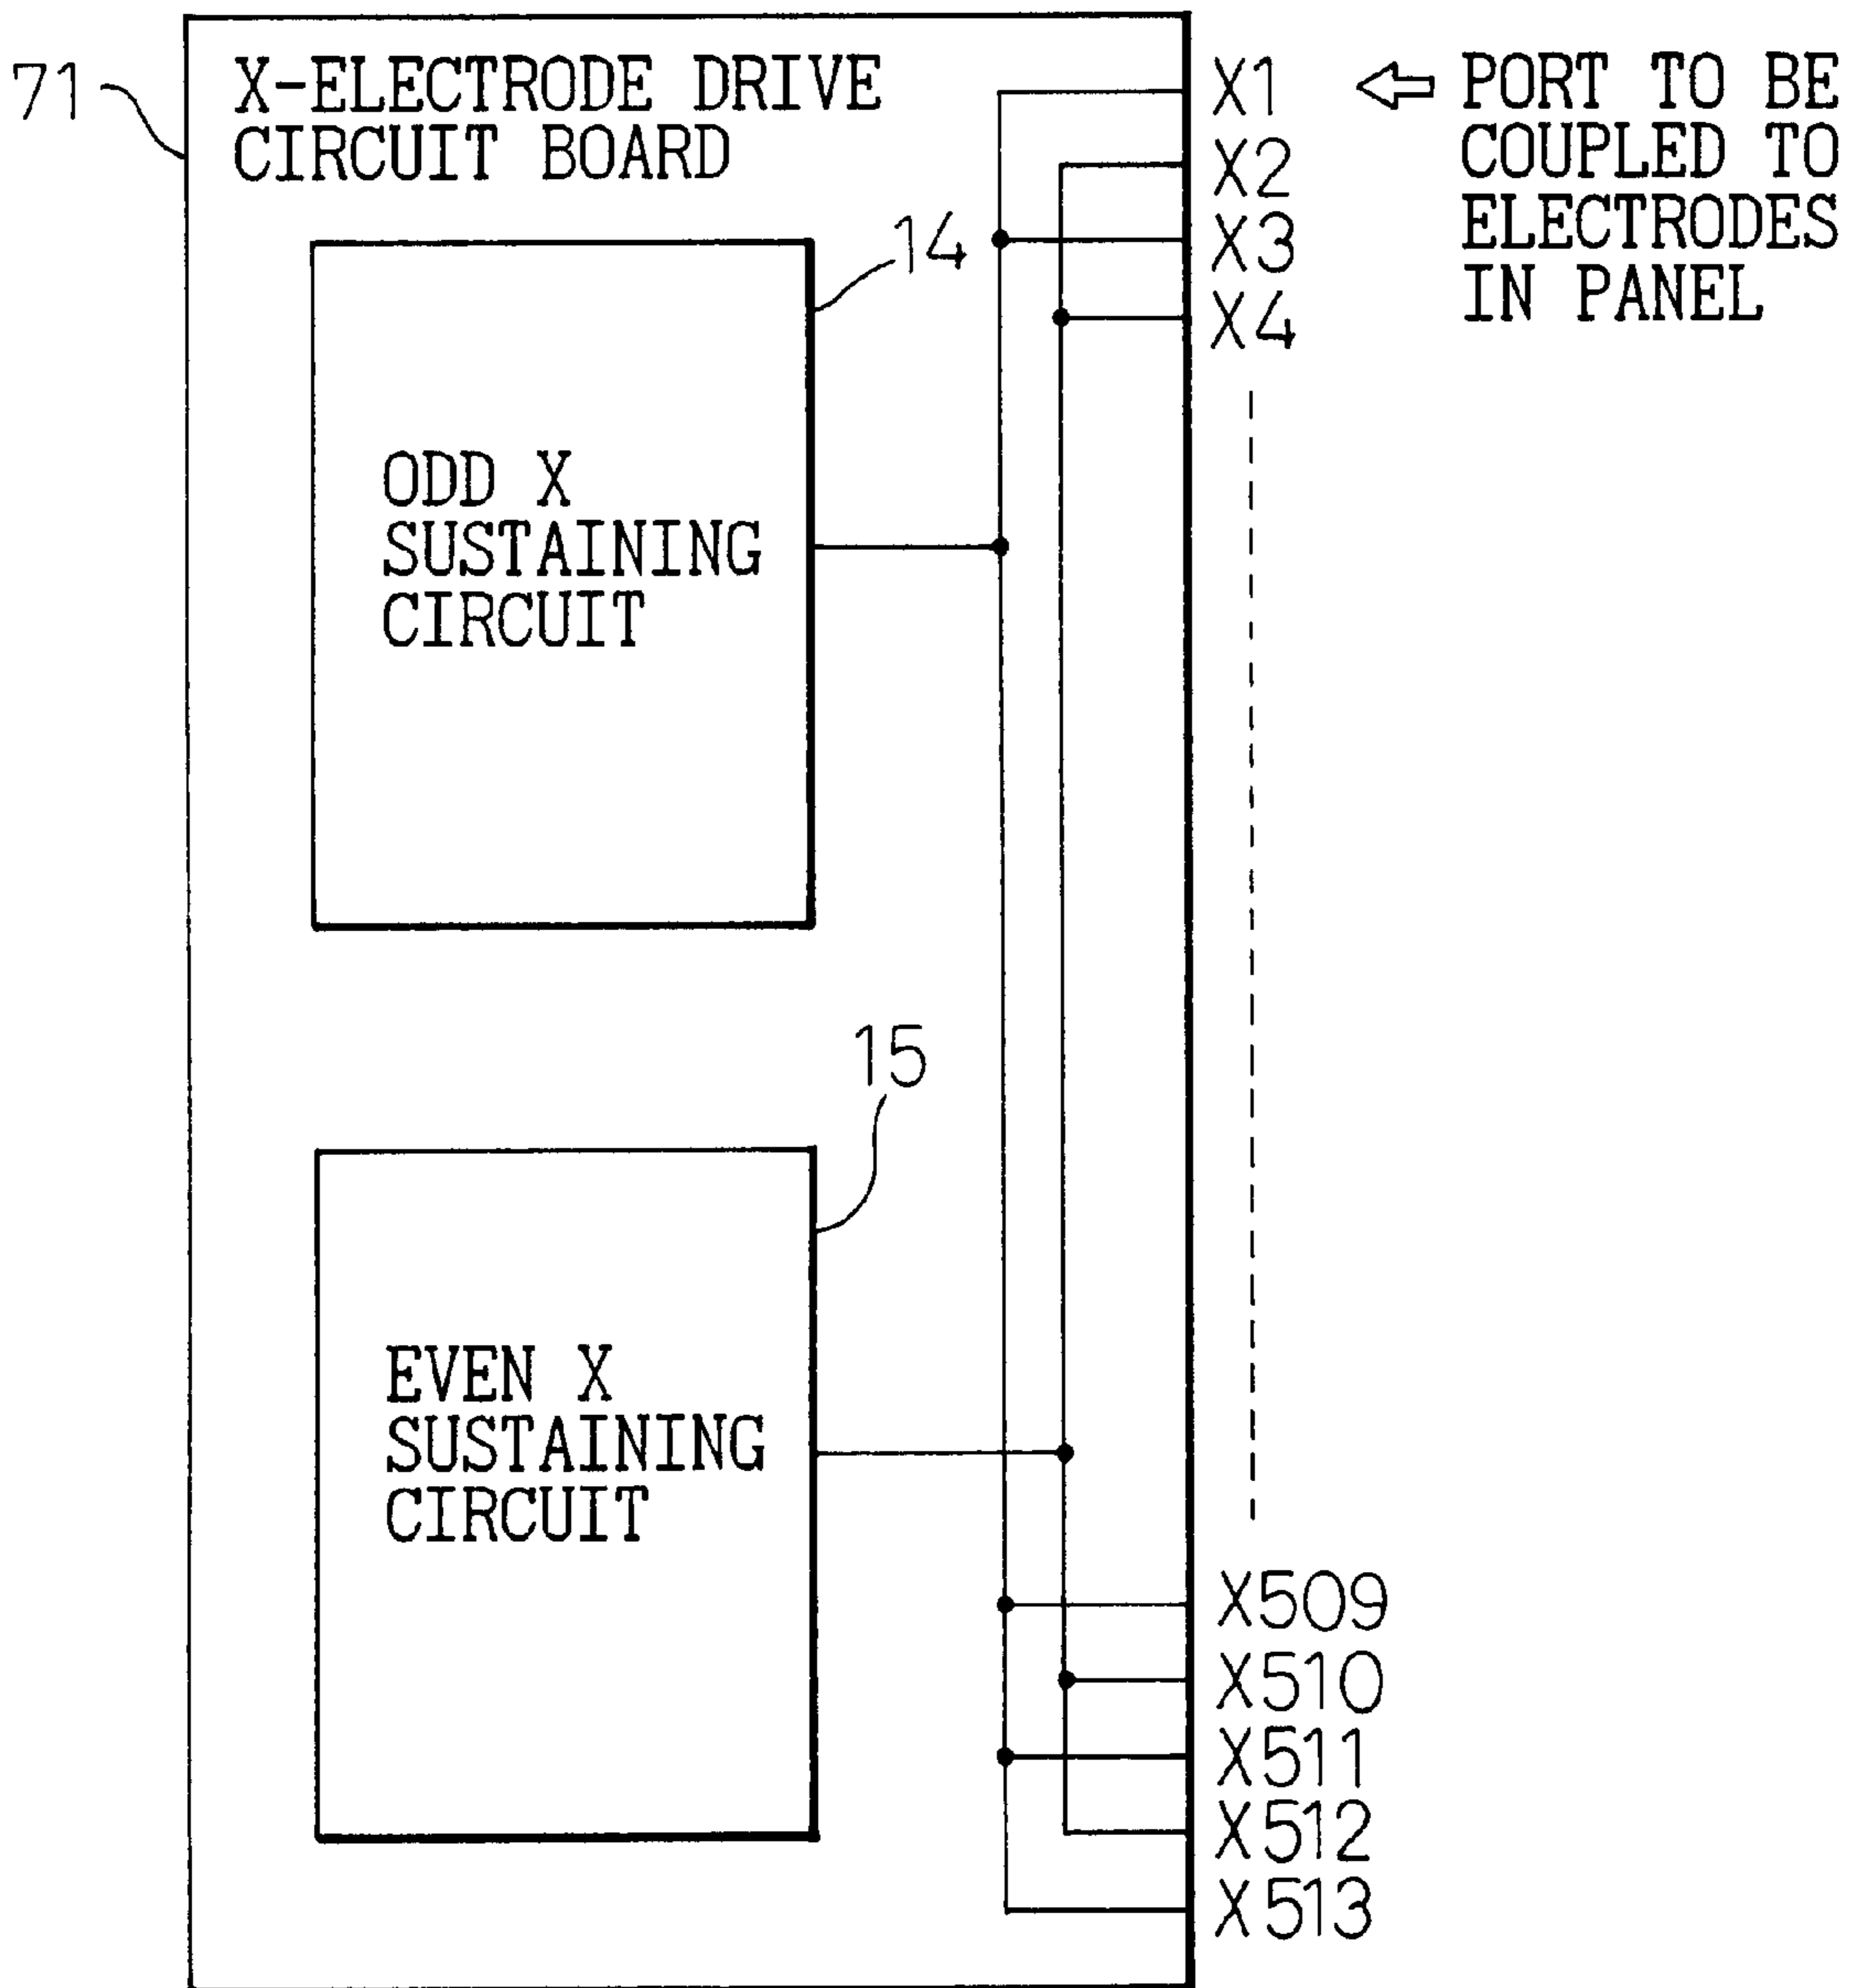 71
X-ELECTRODE DRIVE
CIRCUIT BOARD
X1
PORT TO BE
COUPLED TO
ELECTRODES
IN PANEL
X2
X3
X4
14
ODD X
SUSTAINING
CIRCUIT
15
EVEN X
SUSTAINING
CIRCUIT
X509
X510
X511
X512
X513